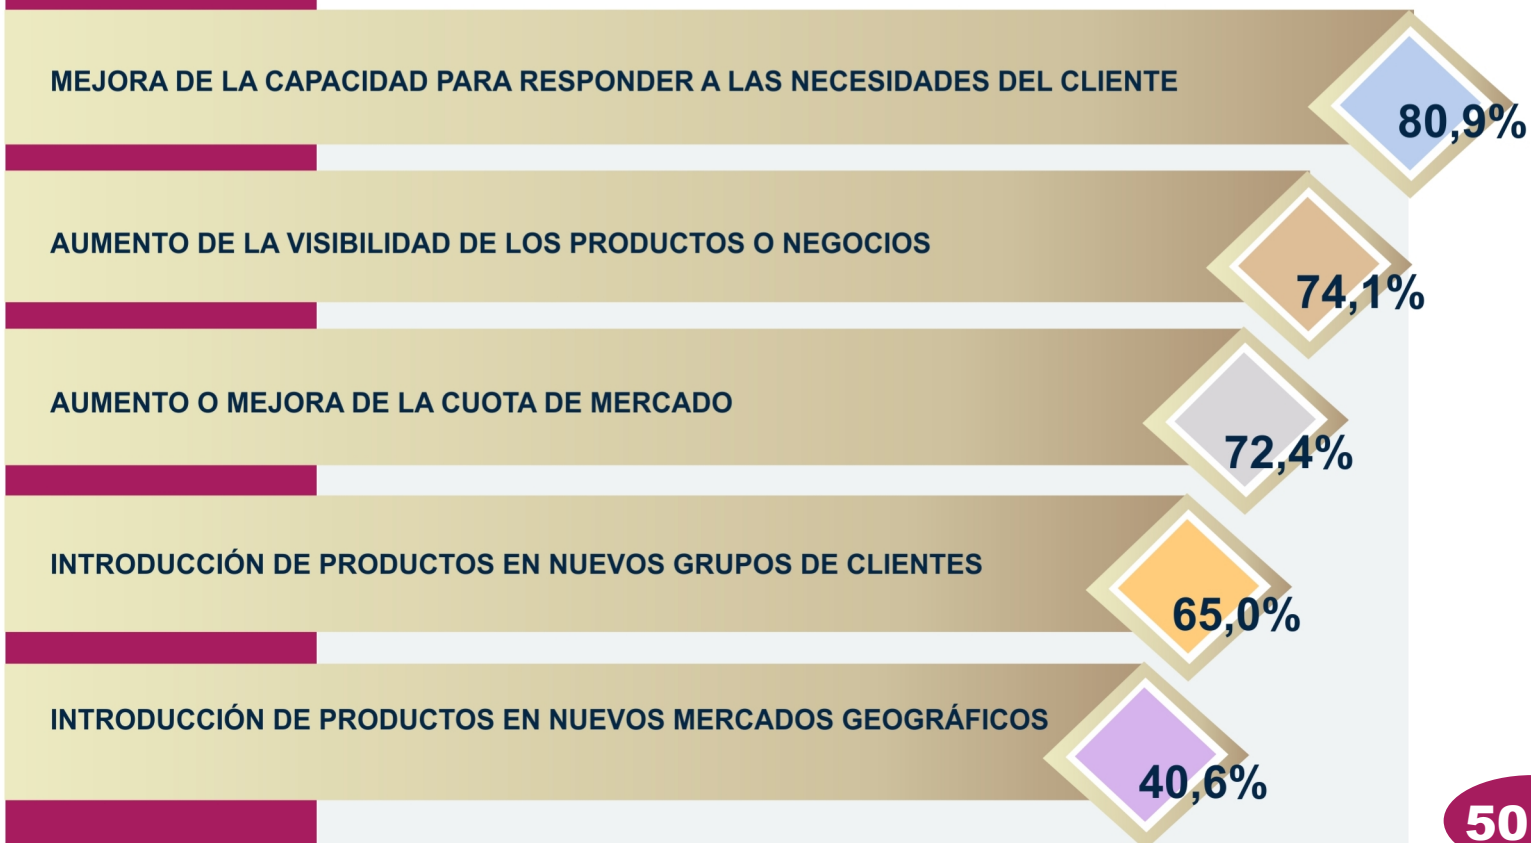 MEJORA DE LA CAPACIDAD PARA RESPONDER A LAS NECESIDADES DEL CLIENTE
80,9%
AUMENTO DE LA VISIBILIDAD DE LOS PRODUCTOS O NEGOCIOS
74,1%
AUMENTO O MEJORA DE LA CUOTA DE MERCADO
72,4%
INTRODUCCIÓN DE PRODUCTOS EN NUEVOS GRUPOS DE CLIENTES
65,0%
INTRODUCCIÓN DE PRODUCTOS EN NUEVOS MERCADOS GEOGRÁFICOS
40,6%
50